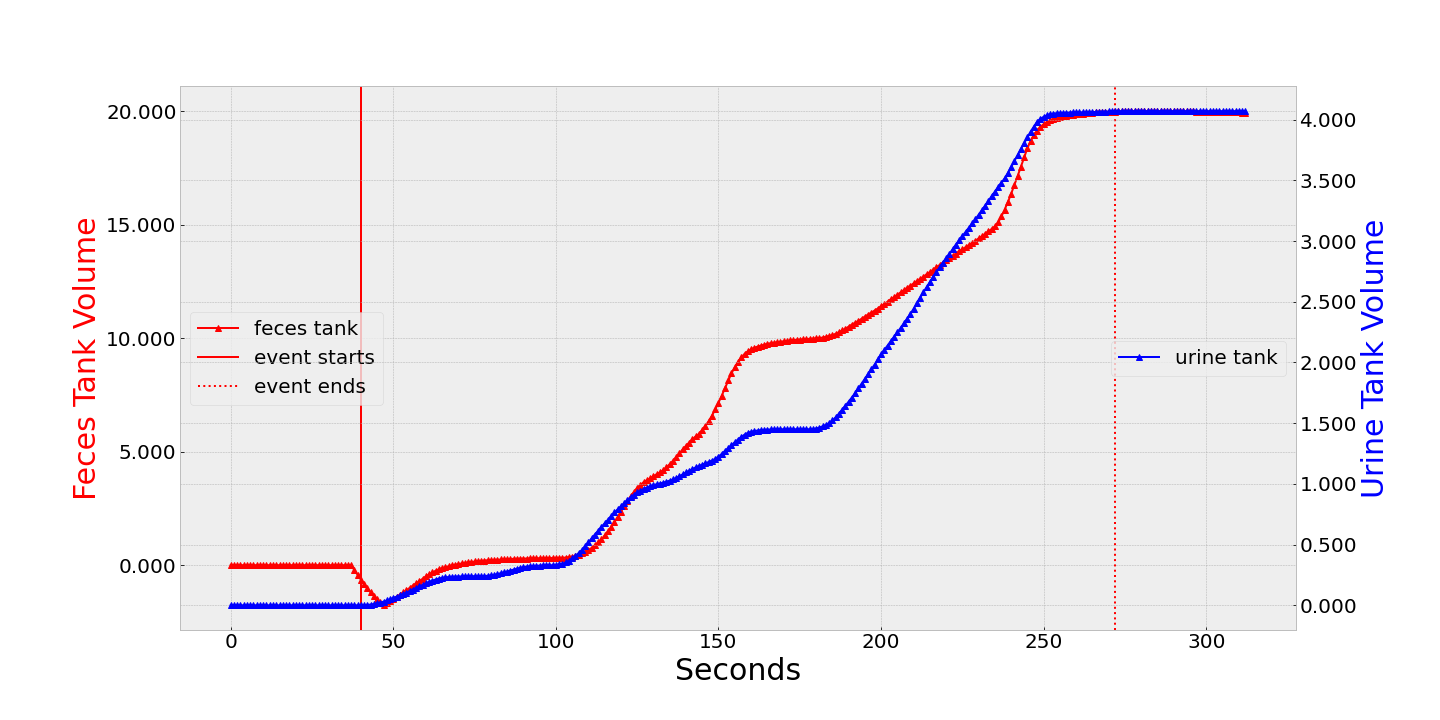 20.000
15.000
10.000
5.000
0.000
Feces Tank Volume
feces tank
event starts
event ends
urine tank
4.000
3.500
3.000
2.500
2.000
1.500
1.000
0.500
0.000
Urine Tank Volume
0 50 100 150 200 250 300
Seconds